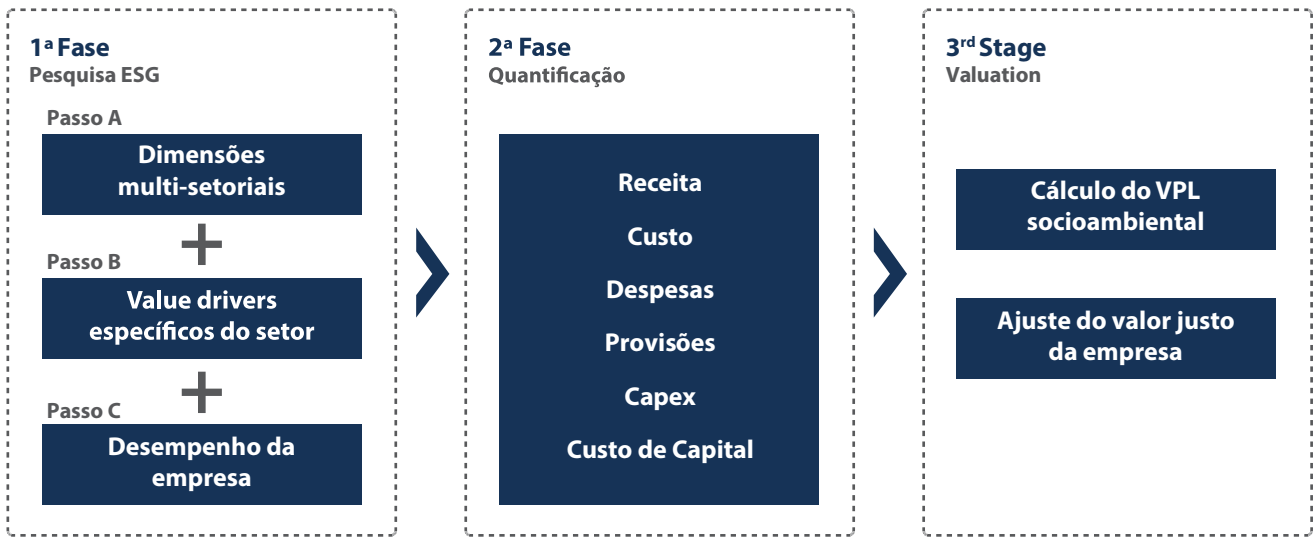 1ª Fase
Pesquisa ESG
Passo A
Dimensões
multi-setoriais
+
Passo B
Value drivers
específicos do setor
+
Passo C
Desempenho da
empresa
2ª Fase
Quantificação
Receita
Custo
Despesas
Provisões
Capex
Custo de Capital
3rd Stage
Valuation
Cálculo do VPL
socioambiental
Ajuste do valor justo
da empresa